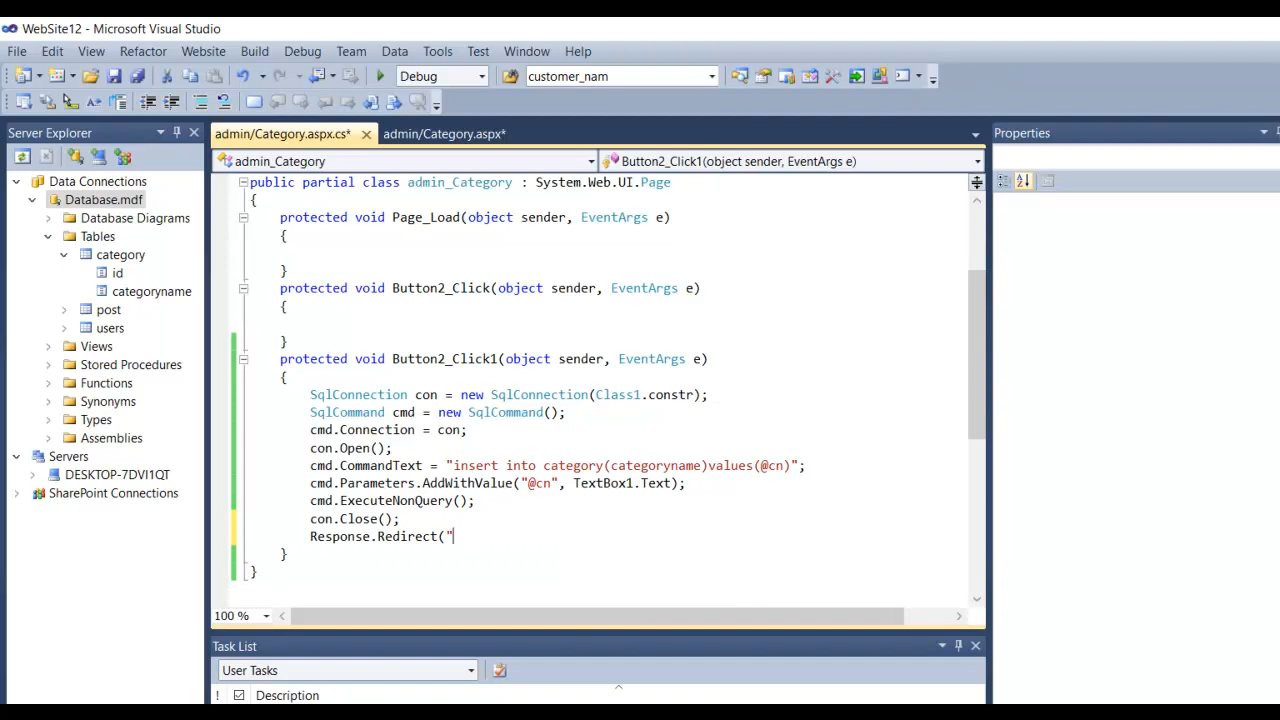 WebSite12 - Microsoft Visual Studio
File Edit View Refactor Website Build Debug Team Data Tools Test Window Help
Debug customer_nam
Server Explorer
admin/Category.aspx.cs* admin/Category.aspx*
Properties
admin_Category Button2_Click1(object sender, EventArgs e)
Data Connections
Database.mdf
Database Diagrams
Tables
category
id
categoryname
post
users
Views
Stored Procedures
Functions
Synonyms
Types
Assemblies
Servers
DESKTOP-7DVI1QT
SharePoint Connections
public partial class admin_Category : System.Web.UI.Page
{
protected void Page_Load(object sender, EventArgs e)
{
}
protected void Button2_Click(object sender, EventArgs e)
{
}
protected void Button2_Click1(object sender, EventArgs e)
{
SqlConnection con = new SqlConnection(Class1.constr);
SqlCommand cmd = new SqlCommand();
cmd.Connection = con;
con.Open();
cmd.CommandText = "insert into category(categoryname)values(@cn)";
cmd.Parameters.AddWithValue("@cn", TextBox1.Text);
cmd.ExecuteNonQuery();
con.Close();
Response.Redirect("
}
}
100 %
Task List
User Tasks
! Description